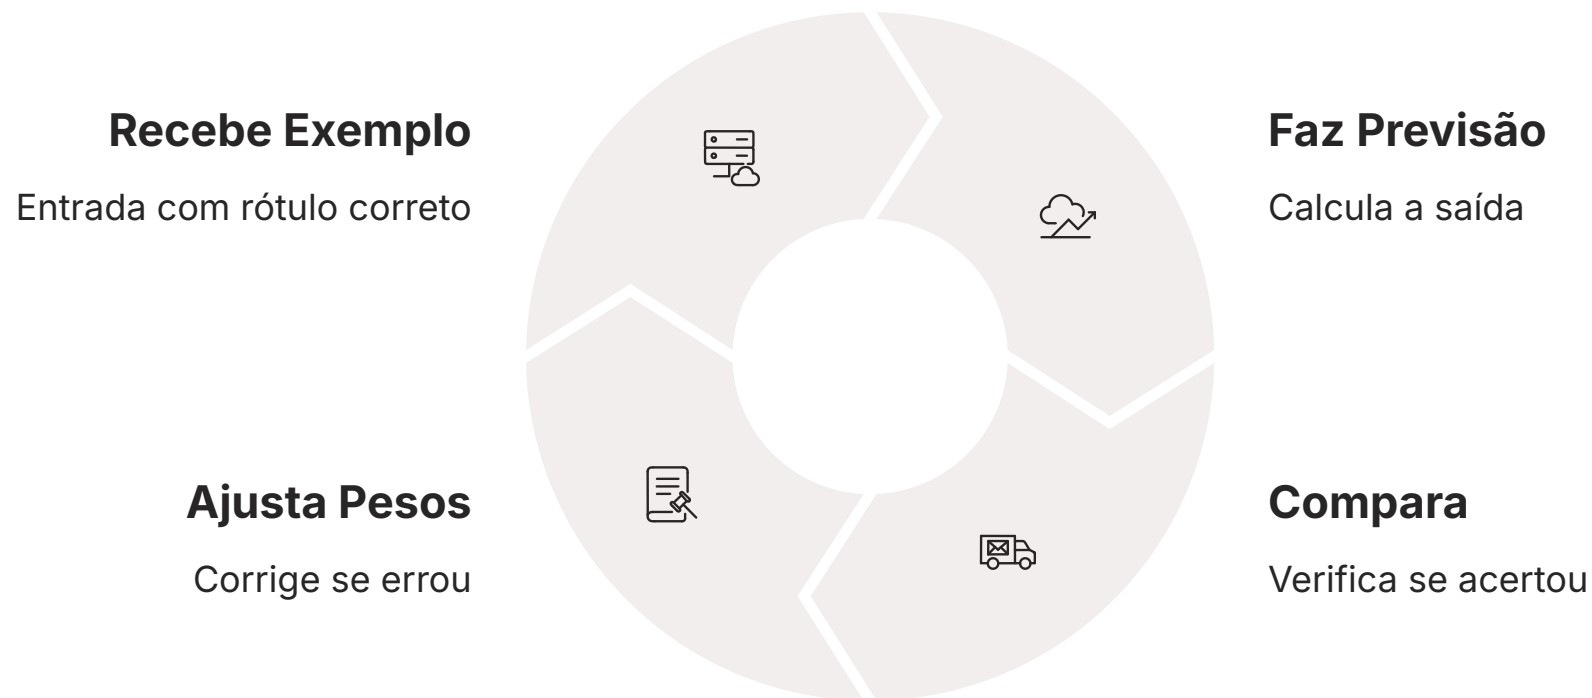 Recebe Exemplo
Entrada com rótulo correto
Faz Previsão
Calcula a saída
Ajusta Pesos
Corrige se errou
Compara
Verifica se acertou